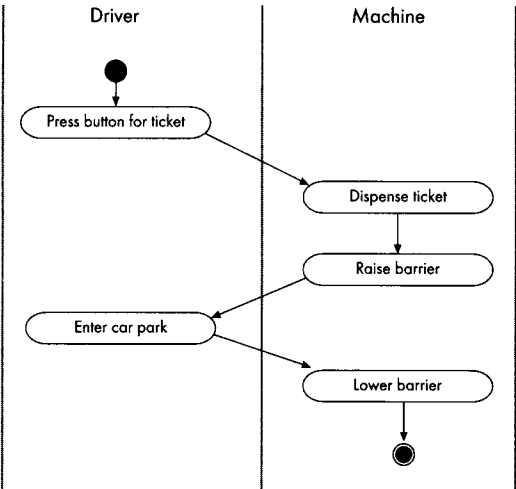 Driver
Machine
Press button for ticket
Dispense ticket
Raise barrier
Enter car park
Lower barrier